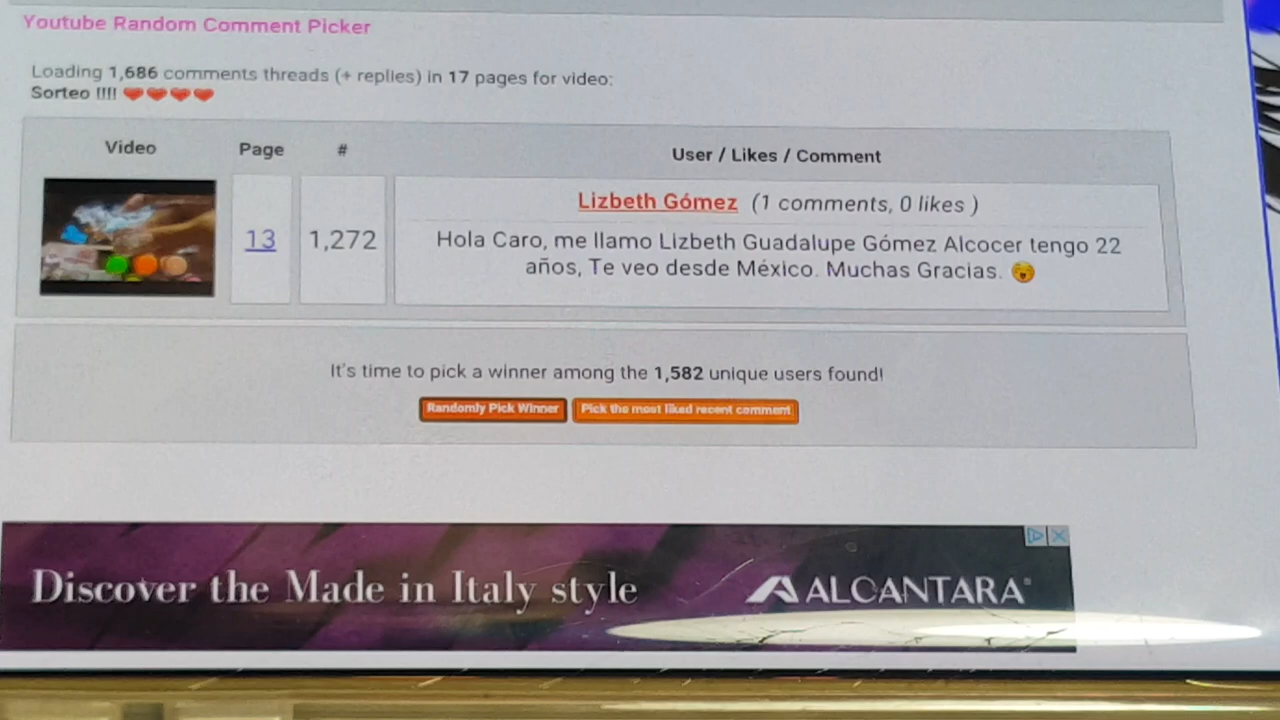 Youtube Random Comment Picker
Loading 1,686 comments threads (+ replies) in 17 pages for video:
Sorteo !!!! ❤❤❤❤
Video Page # User / Likes / Comment
Lizbeth Gómez (1 comments, 0 likes )
13 1,272 Hola Caro, me llamo Lizbeth Guadalupe Gómez Alcocer tengo 22
años, Te veo desde México. Muchas Gracias. 😲
It's time to pick a winner among the 1,582 unique users found!
Randomly Pick Winner Pick the most liked recent comment
Discover the Made in Italy style ALCANTARA®